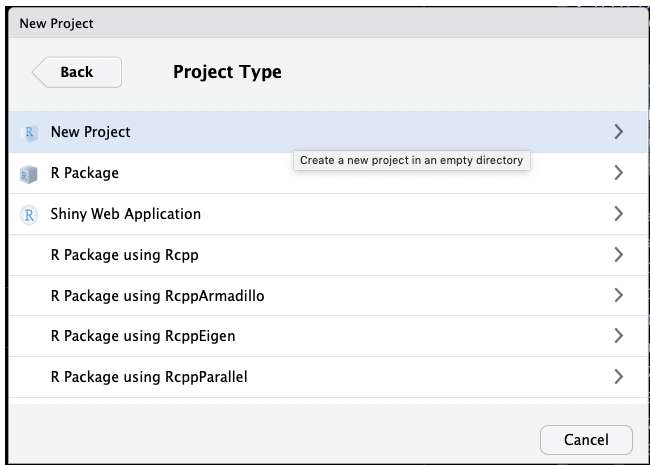 New Project
Back
Project Type
R New Project
Create a new project in an empty directory
R R Package
R Shiny Web Application
R Package using Rcpp
R Package using RcppArmadillo
R Package using RcppEigen
R Package using RcppParallel
Cancel